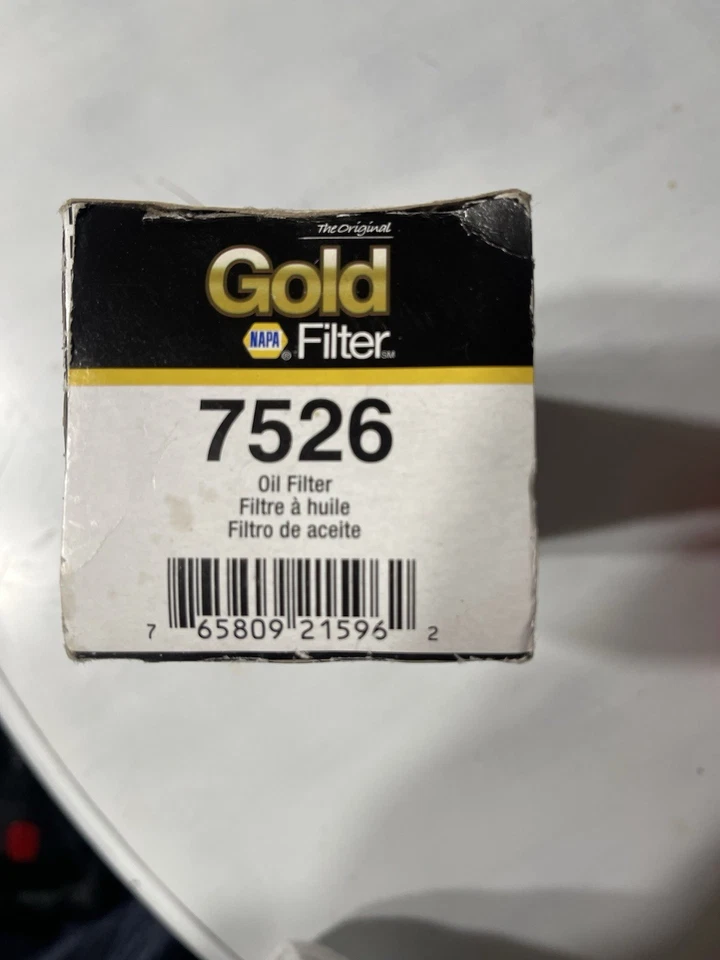 The Original
Gold
NAPA® Filter SM
7526
Oil Filter
Filtre à huile
Filtro de aceite
7 65809 21596 2